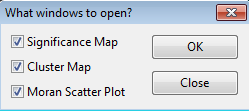 What windows to open?
Significance Map
OK
Cluster Map
Close
Moran Scatter Plot